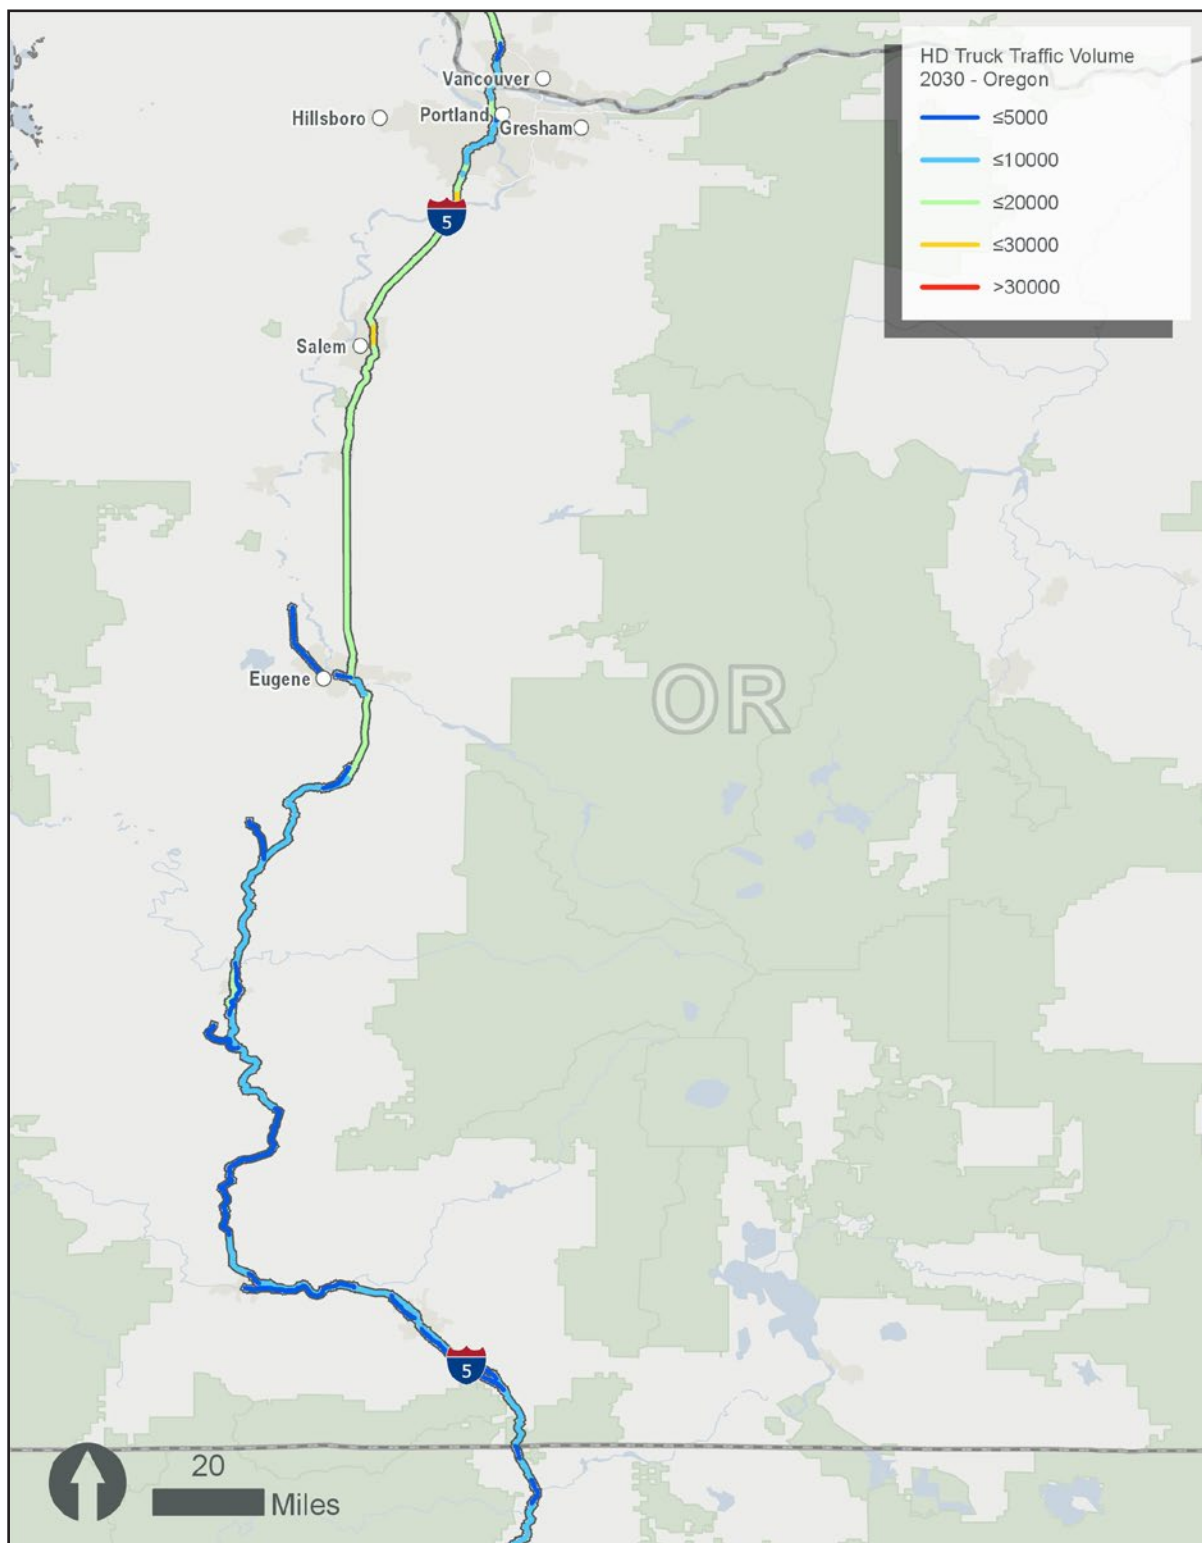 HD Truck Traffic Volume
2030 - Oregon
≤5000
≤10000
≤20000
≤30000
>30000
Vancouver
Hillsboro
Portland
Gresham
5
Salem
Eugene
OR
5
20
Miles